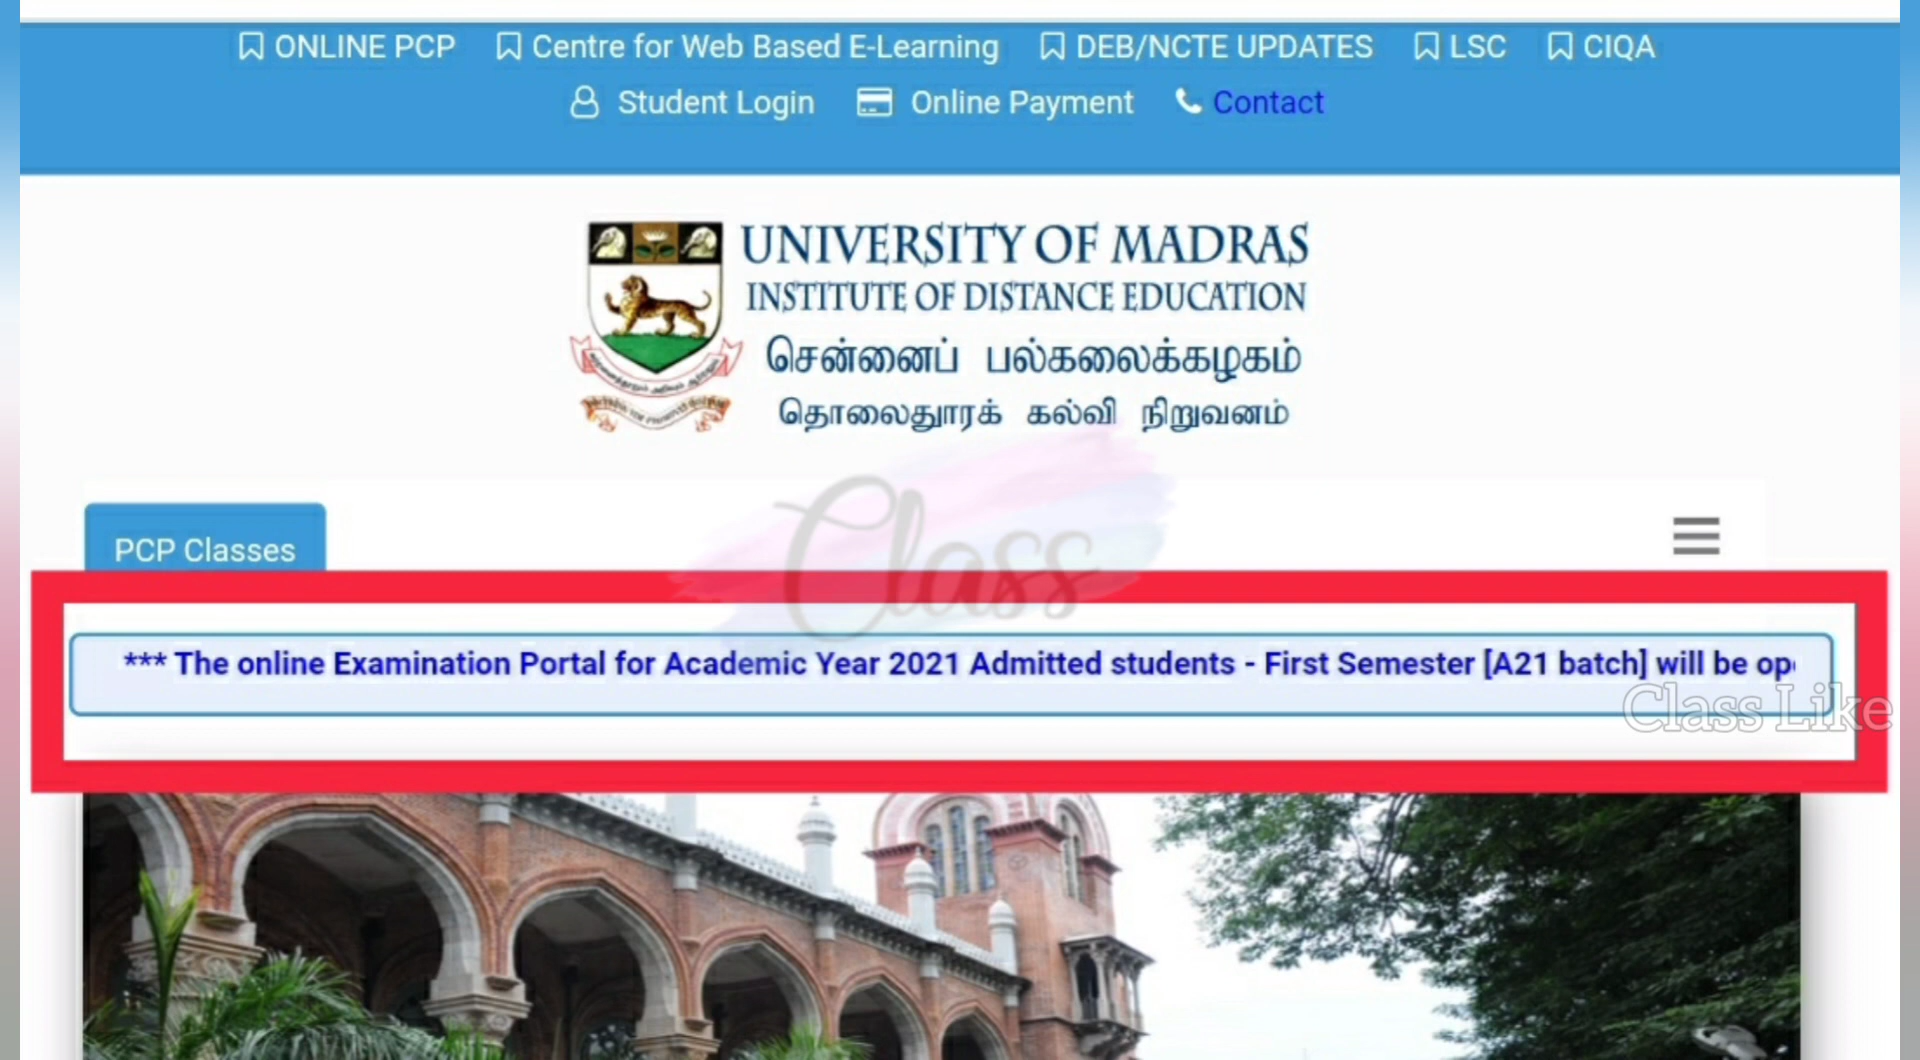 ONLINE PCP Centre for Web Based E-Learning DEB/NCTE UPDATES LSC CIQA
Student Login Online Payment Contact
UNIVERSITY OF MADRAS
INSTITUTE OF DISTANCE EDUCATION
சென்னைப் பல்கலைக்கழகம்
தொலைதூரக் கல்வி நிறுவனம்
Class
PCP Classes
*** The online Examination Portal for Academic Year 2021 Admitted students - First Semester [A21 batch] will be op
Class Like